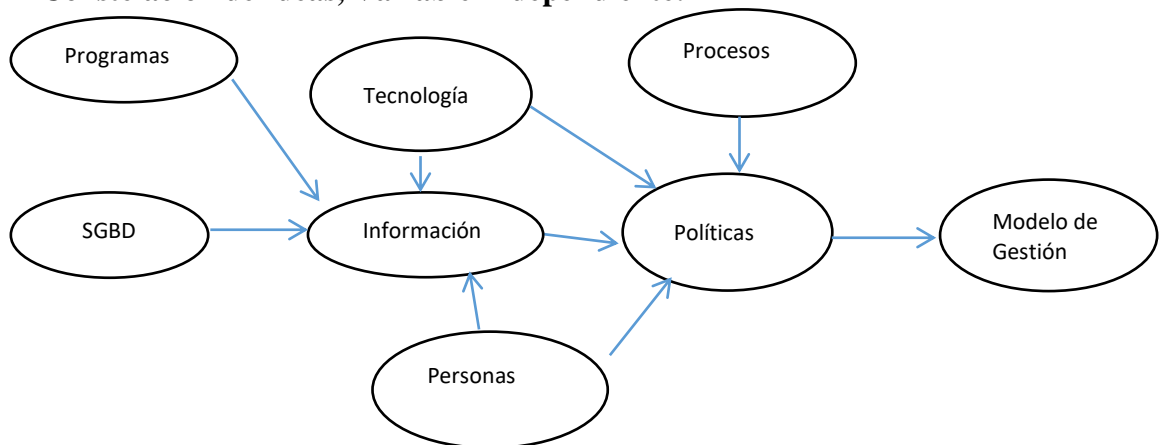 Programas
Procesos
Tecnología
SGBD
Información
Políticas
Modelo de
Gestión
Personas